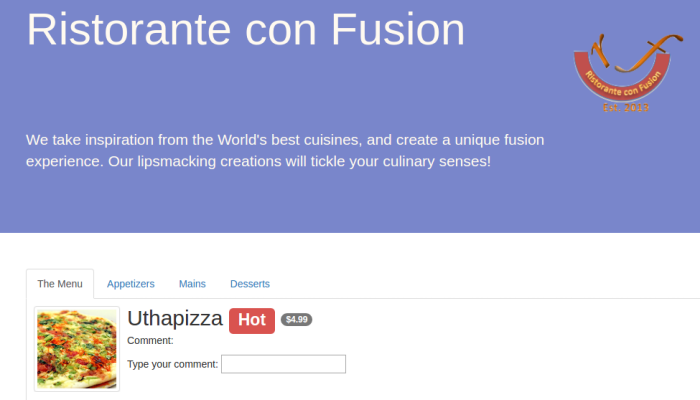 Ristorante con Fusion
Ristorante con Fusion
Est. 2013
We take inspiration from the World's best cuisines, and create a unique fusion
experience. Our lipsmacking creations will tickle your culinary senses!
The Menu Appetizers Mains Desserts
Uthapizza Hot $4.99
Comment:
Type your comment: